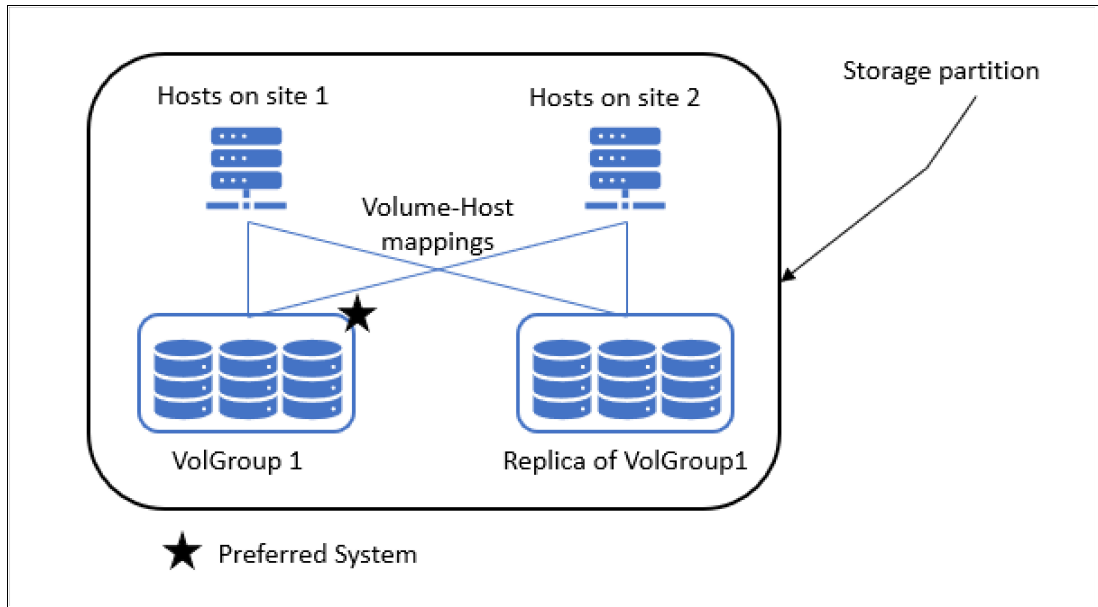 Storage partition
Hosts on site 1
Hosts on site 2
Volume-Host
mappings
VolGroup 1
Replica of VolGroup1
Preferred System